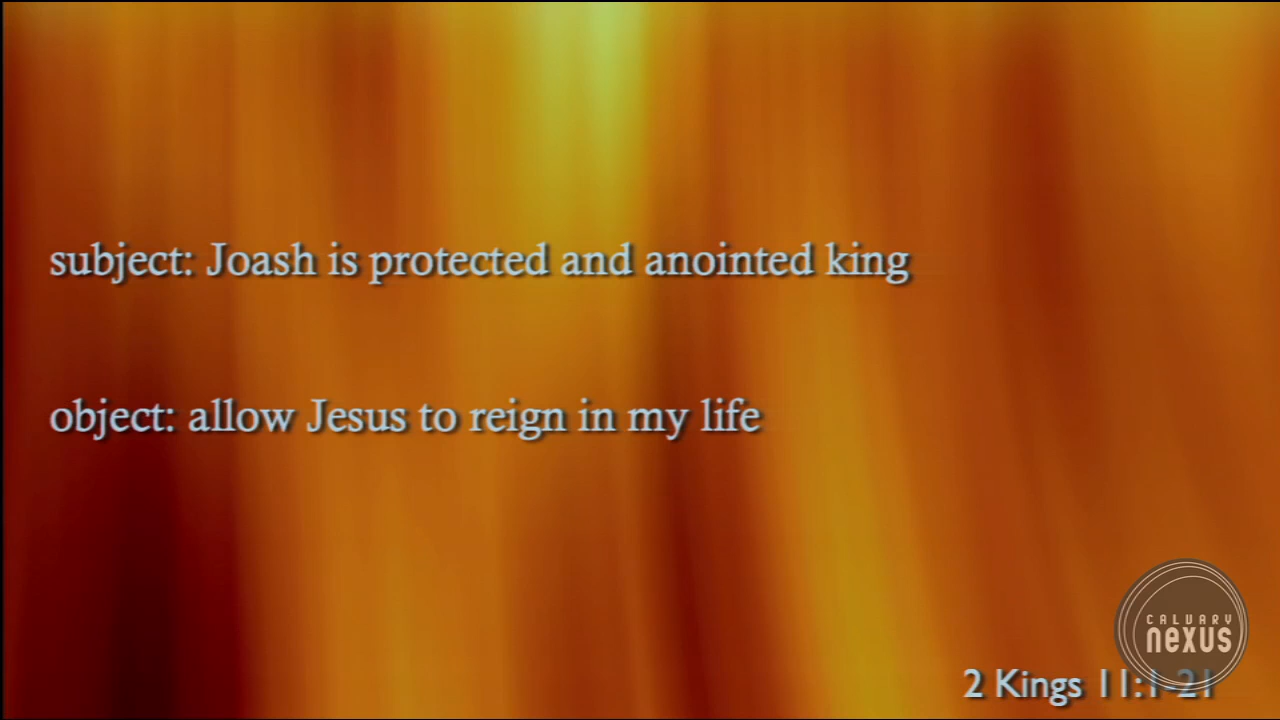 subject: Joash is protected and anointed king
object: allow Jesus to reign in my life
CALVARY
nexus
2 Kings 11:1-21